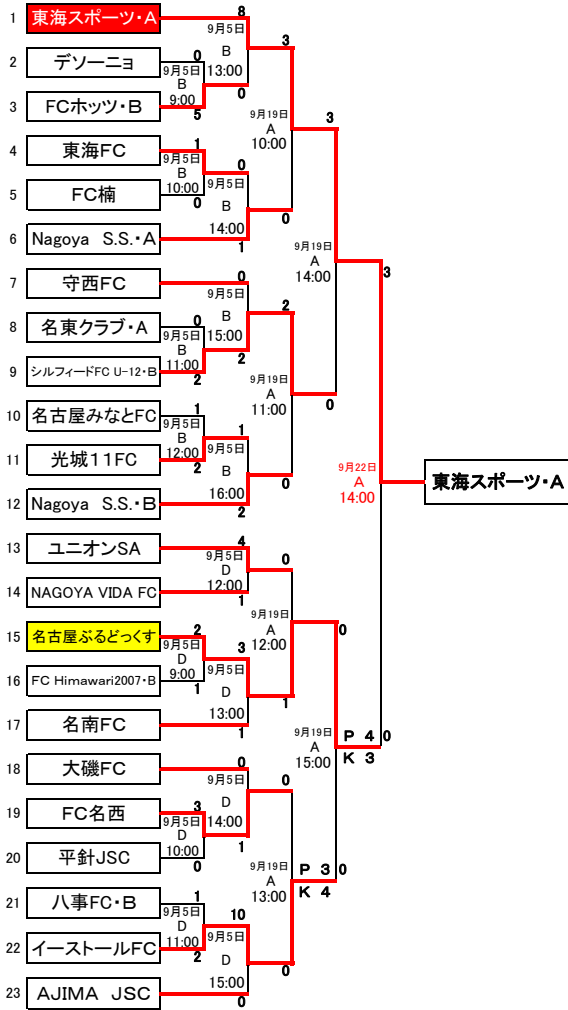 1 東海スポーツ・A 8
9月5日
B
13:00
3
2 デソーニョ 0
9月5日
B
9:00
0
3 FCホッツ・B 5
9月19日
A
10:00
3
4 東海FC 1
9月5日
B
10:00
0
9月5日
B
14:00
0
5 FC楠 0
6 Nagoya S.S.・A 1
9月19日
A
14:00
3
7 守西FC 0
9月5日
B
15:00
2
8 名東クラブ・A 0
9月5日
B
11:00
2
9 シルフィードFC U-12・B 2
9月19日
A
11:00
0
10 名古屋みなとFC 1
9月5日
B
12:00
1
9月5日
B
16:00
0
11 光城11FC 2
12 Nagoya S.S.・B 2
9月22日
A
14:00
東海スポーツ・A
13 ユニオンSA 4
9月5日
D
12:00
0
14 NAGOYA VIDA FC 1
9月19日
A
12:00
0
15 名古屋ぶるどっくす 2
9月5日
D
9:00
3
9月5日
D
13:00
1
16 FC Himawari2007・B 1
17 名南FC 1
9月19日
A
15:00
P 4 0
K 3
18 大磯FC 0
9月5日
D
14:00
0
19 FC名西 3
9月5日
D
10:00
1
20 平針JSC 0
9月19日
A
13:00
P 3 0
K 4
21 八事FC・B 1
9月5日
D
11:00
10
9月5日
D
15:00
0
22 イーストールFC 2
23 AJIMA JSC 0